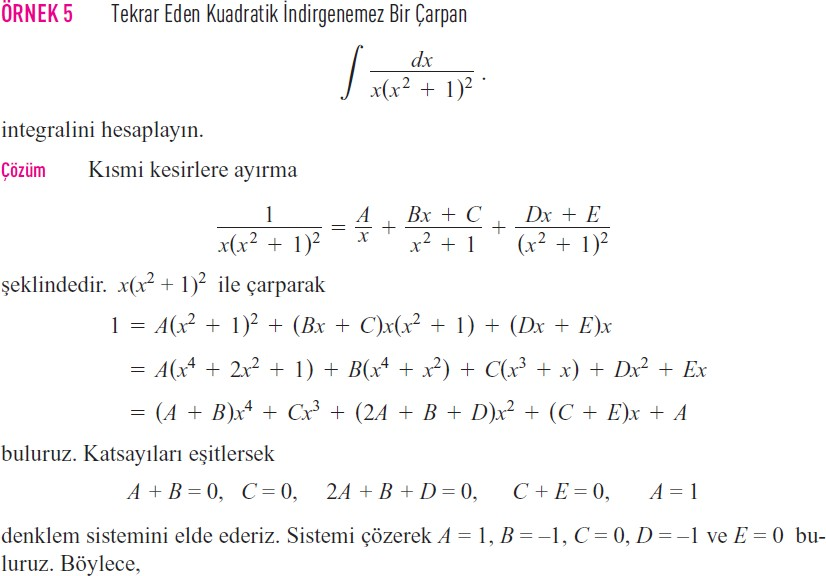 ÖRNEK 5 Tekrar Eden Kuadratik İndirgenemez Bir Çarpan
∫ dx / x(x² + 1)² .
integralini hesaplayın.
Çözüm Kısmi kesirlere ayırma
1 / x(x² + 1)² = A / x + Bx + C / x² + 1 + Dx + E / (x² + 1)²
şeklindedir. x(x² + 1)² ile çarparak
1 = A(x² + 1)² + (Bx + C)x(x² + 1) + (Dx + E)x
= A(x⁴ + 2x² + 1) + B(x⁴ + x²) + C(x³ + x) + Dx² + Ex
= (A + B)x⁴ + Cx³ + (2A + B + D)x² + (C + E)x + A
buluruz. Katsayıları eşitlersek
A + B = 0, C = 0, 2A + B + D = 0, C + E = 0, A = 1
denklem sistemini elde ederiz. Sistemi çözerek A = 1, B = –1, C = 0, D = –1 ve E = 0 bu-
luruz. Böylece,